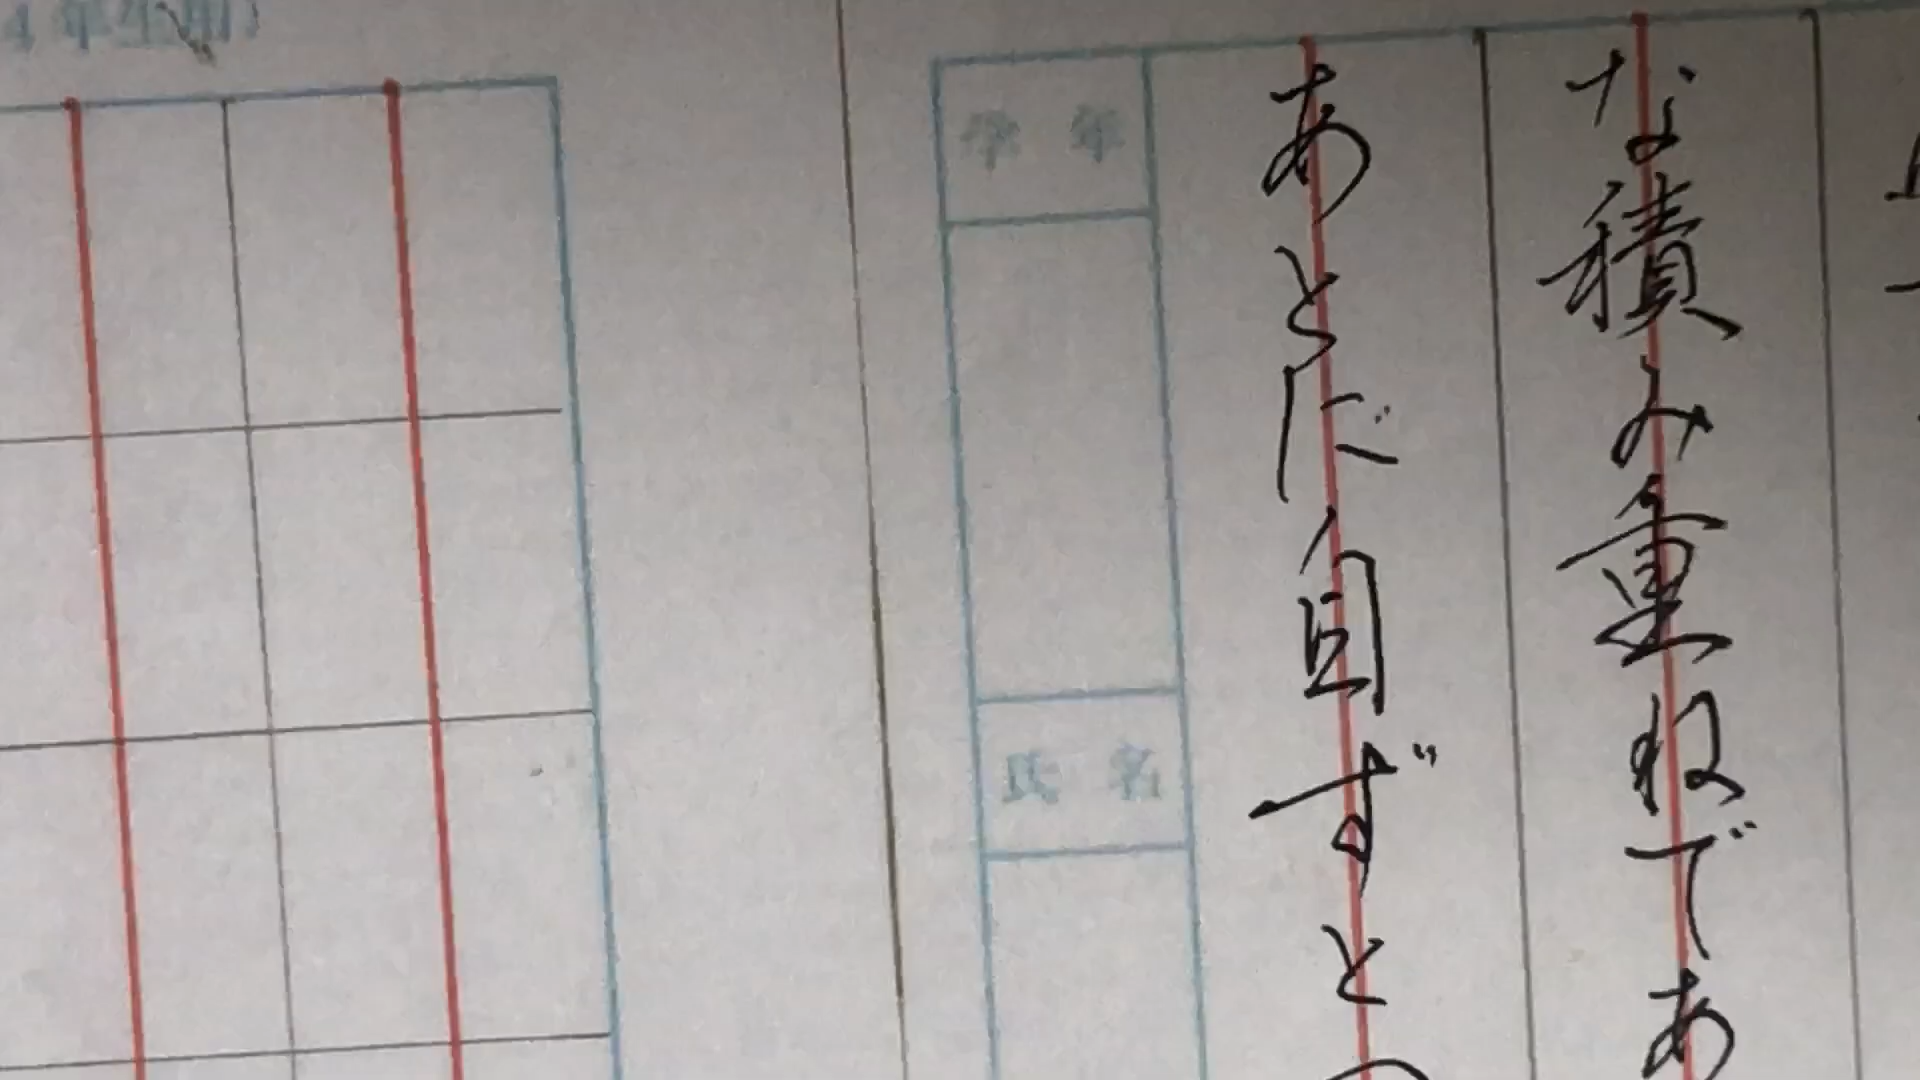 な積み重ねであ
あとに自ずと
学年
氏名
4年生用)